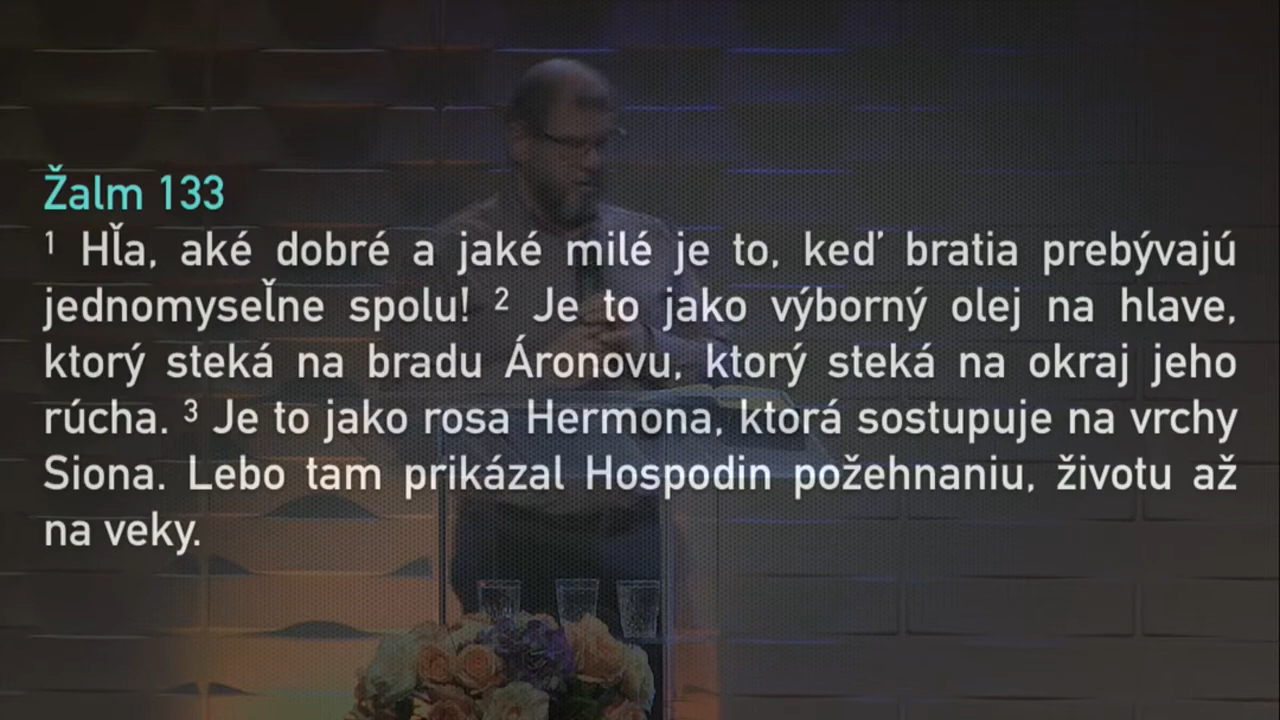 Žalm 133
¹ Hľa, aké dobré a jaké milé je to, keď bratia prebývajú
jednomyseľne spolu! ² Je to jako výborný olej na hlave,
ktorý steká na bradu Áronovu, ktorý steká na okraj jeho
rúcha. ³ Je to jako rosa Hermona, ktorá sostupuje na vrchy
Siona. Lebo tam prikázal Hospodin požehnaniu, životu až
na veky.